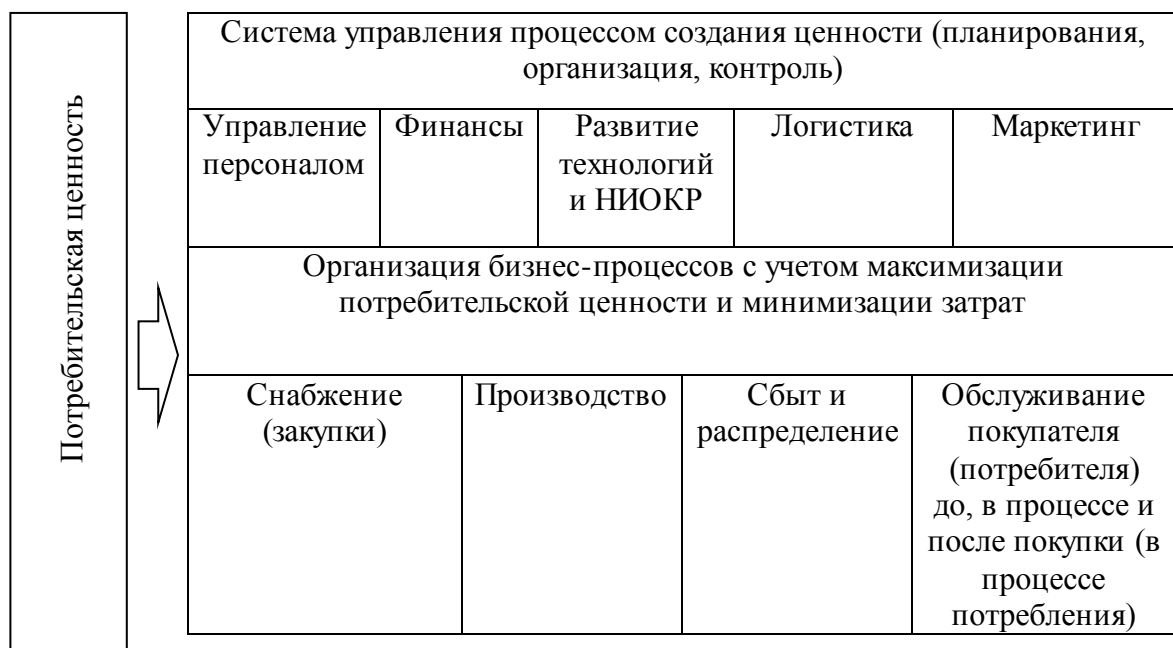 Потребительская ценность
Система управления процессом создания ценности (планирования,
организация, контроль)
Управление
персоналом
Финансы
Развитие
технологий
и НИОКР
Логистика
Маркетинг
Организация бизнес-процессов с учетом максимизации
потребительской ценности и минимизации затрат
Снабжение
(закупки)
Производство
Сбыт и
распределение
Обслуживание
покупателя
(потребителя)
до, в процессе и
после покупки (в
процессе
потребления)